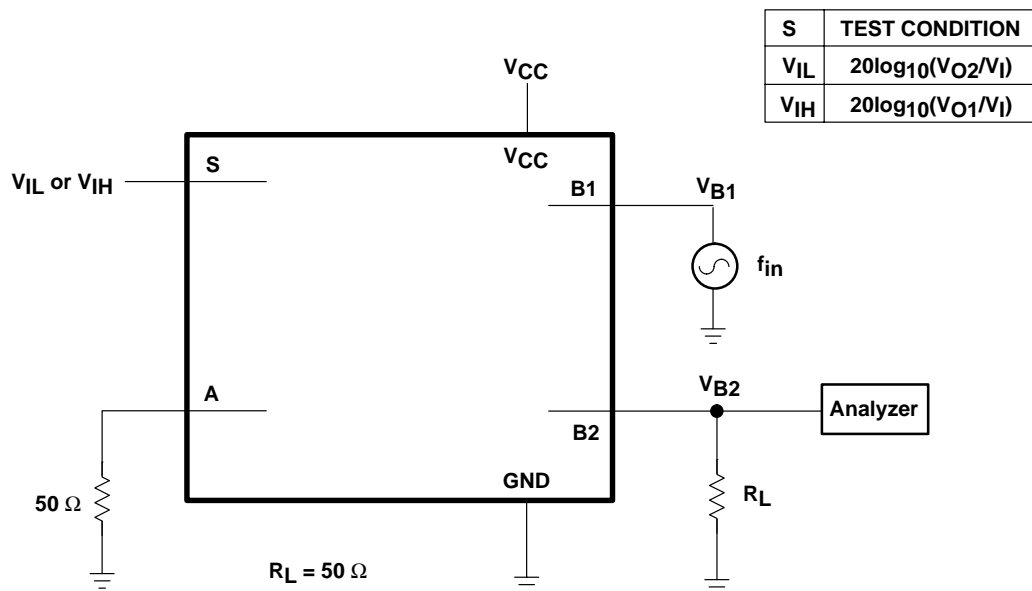 S TEST CONDITION
VIL 20log10(VO2/VI)
VIH 20log10(VO1/VI)
VCC
VCC
S
VIL or VIH
B1
VB1
fin
A
VB2
B2
Analyzer
GND
50 Ω
RL
RL = 50 Ω